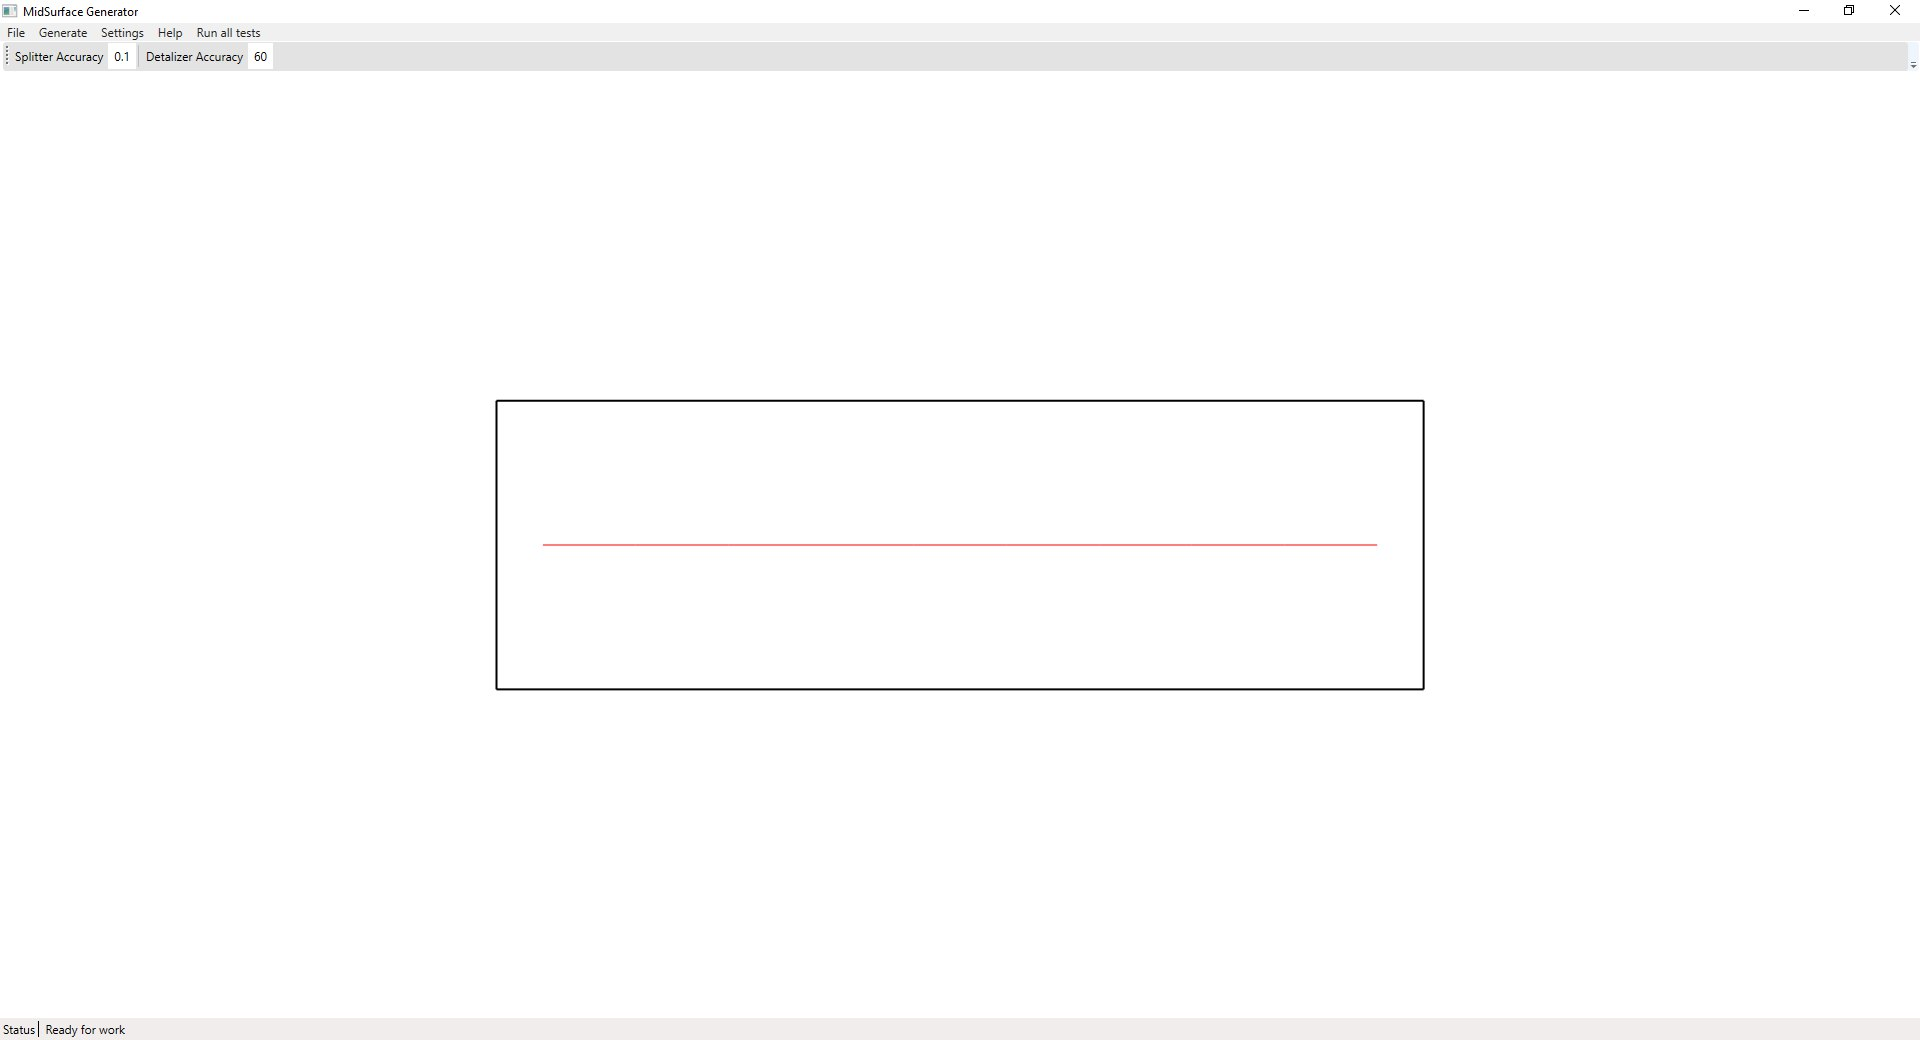 MidSurface Generator
File Generate Settings Help Run all tests
Splitter Accuracy 0.1 Detalizer Accuracy 60
Status Ready for work